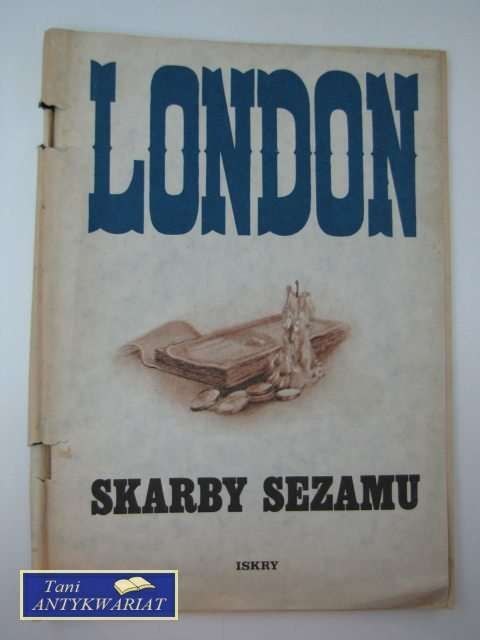 LONDON
SKARBY SEZAMU
ISKRY
Tani
ANTYKWARIAT